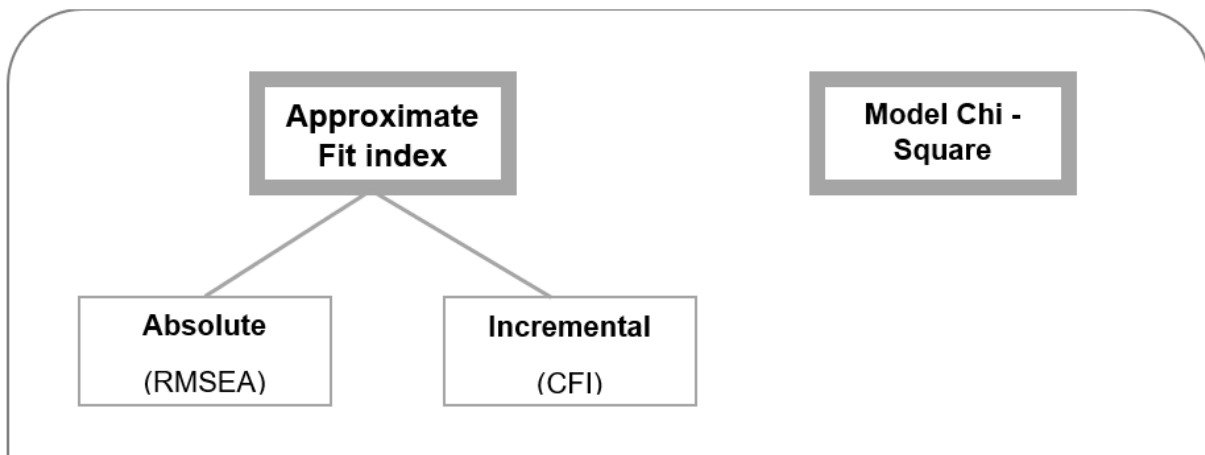 Approximate
Fit index
Model Chi -
Square
Absolute
(RMSEA)
Incremental
(CFI)